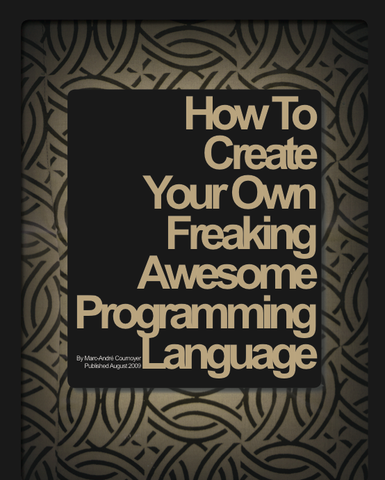 How To
Create
Your Own
Freaking
Awesome
Programming
Language
By Marc-André Cournoyer
Published August 2009